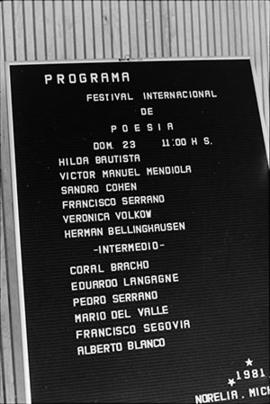 PROGRAMA
FESTIVAL INTERNACIONAL
DE
POESIA
DOM. 23 11:00 HS.
HILDA BAUTISTA
VICTOR MANUEL MENDIOLA
SANDRO COHEN
FRANCISCO SERRANO
VERONICA VOLKOW
HERMAN BELLINGHAUSEN
-INTERMEDIO-
CORAL BRACHO
EDUARDO LANGAGNE
PEDRO SERRANO
MARIO DEL VALLE
FRANCISCO SEGOVIA
ALBERTO BLANCO
1981
NORELIA. MICH